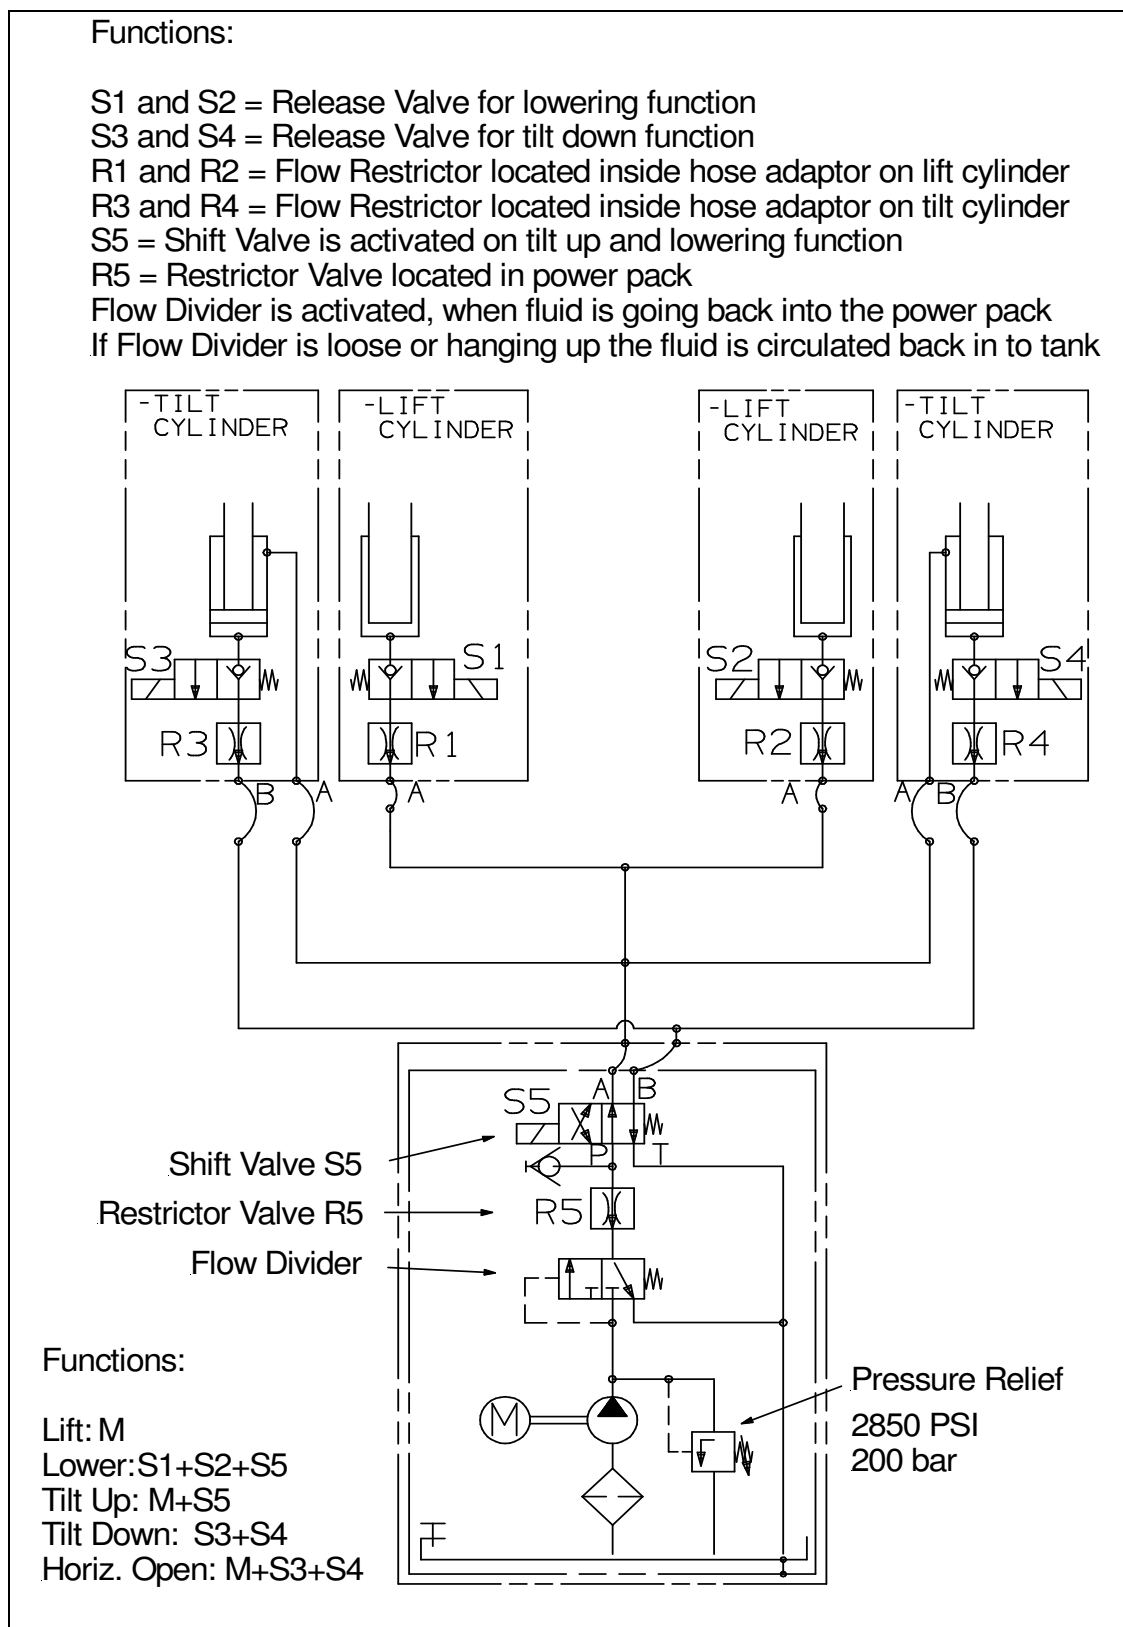 Functions:
S1 and S2 = Release Valve for lowering function
S3 and S4 = Release Valve for tilt down function
R1 and R2 = Flow Restrictor located inside hose adaptor on lift cylinder
R3 and R4 = Flow Restrictor located inside hose adaptor on tilt cylinder
S5 = Shift Valve is activated on tilt up and lowering function
R5 = Restrictor Valve located in power pack
Flow Divider is activated, when fluid is going back into the power pack
If Flow Divider is loose or hanging up the fluid is circulated back in to tank
-TILT
CYLINDER
-LIFT
CYLINDER
-LIFT
CYLINDER
-TILT
CYLINDER
S3
S1
S2
S4
R3
R1
R2
R4
B
A
A
A
A
B
A
B
S5
P
T
Shift Valve S5
Restrictor Valve R5
R5
Flow Divider
M
Pressure Relief
2850 PSI
200 bar
Functions:
Lift: M
Lower:S1+S2+S5
Tilt Up: M+S5
Tilt Down: S3+S4
Horiz. Open: M+S3+S4